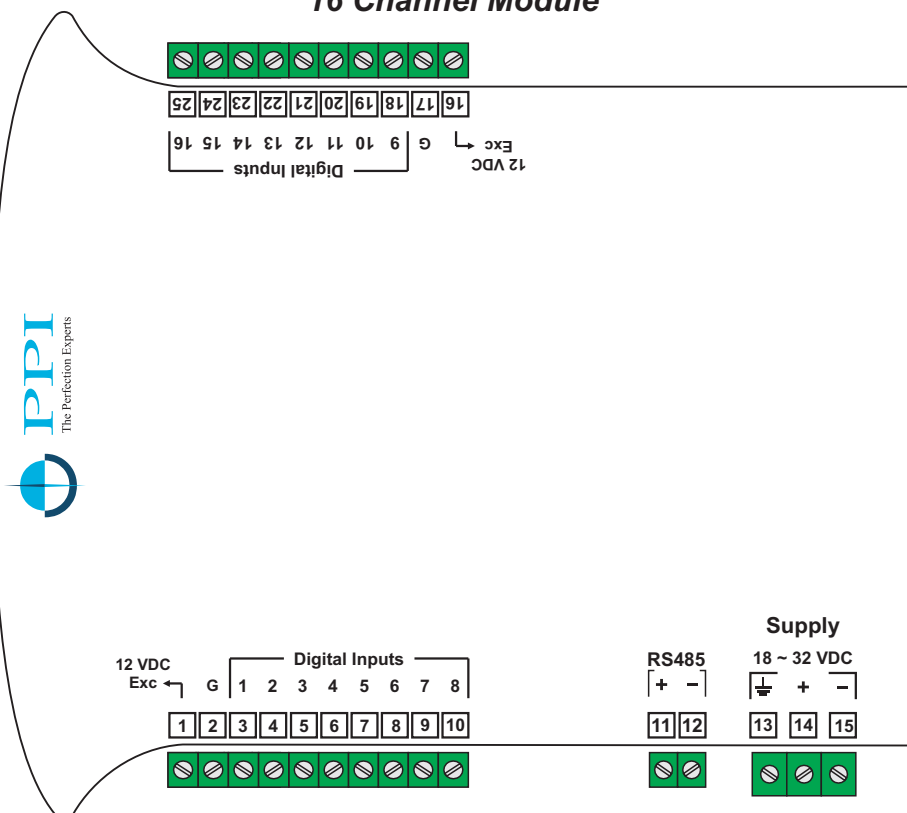 16 Channel Module
25 24 23 22 21 20 19 18 17 16
16 15 14 13 12 11 10 9 G Exc
Digital Inputs 12 VDC
PPI
The Perfection Experts
Supply
12 VDC Digital Inputs RS485 18 ~ 32 VDC
Exc G 1 2 3 4 5 6 7 8 + − + −
1 2 3 4 5 6 7 8 9 10 11 12 13 14 15